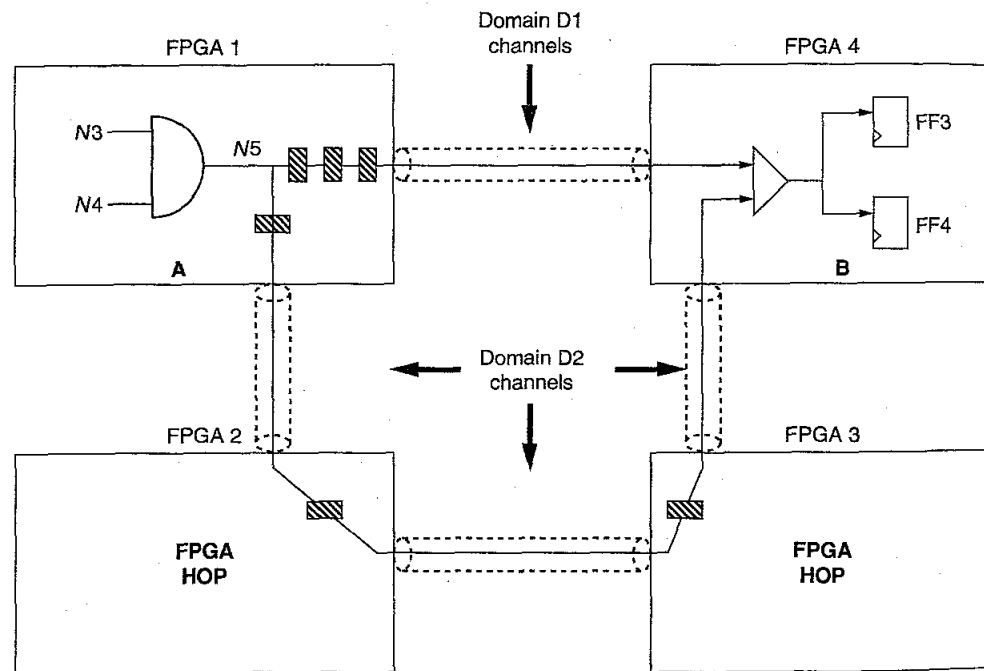 Domain D1
channels
FPGA 1
FPGA 4
N3
N5
N4
FF3
FF4
A
B
Domain D2
channels
FPGA 2
FPGA 3
FPGA
HOP
FPGA
HOP